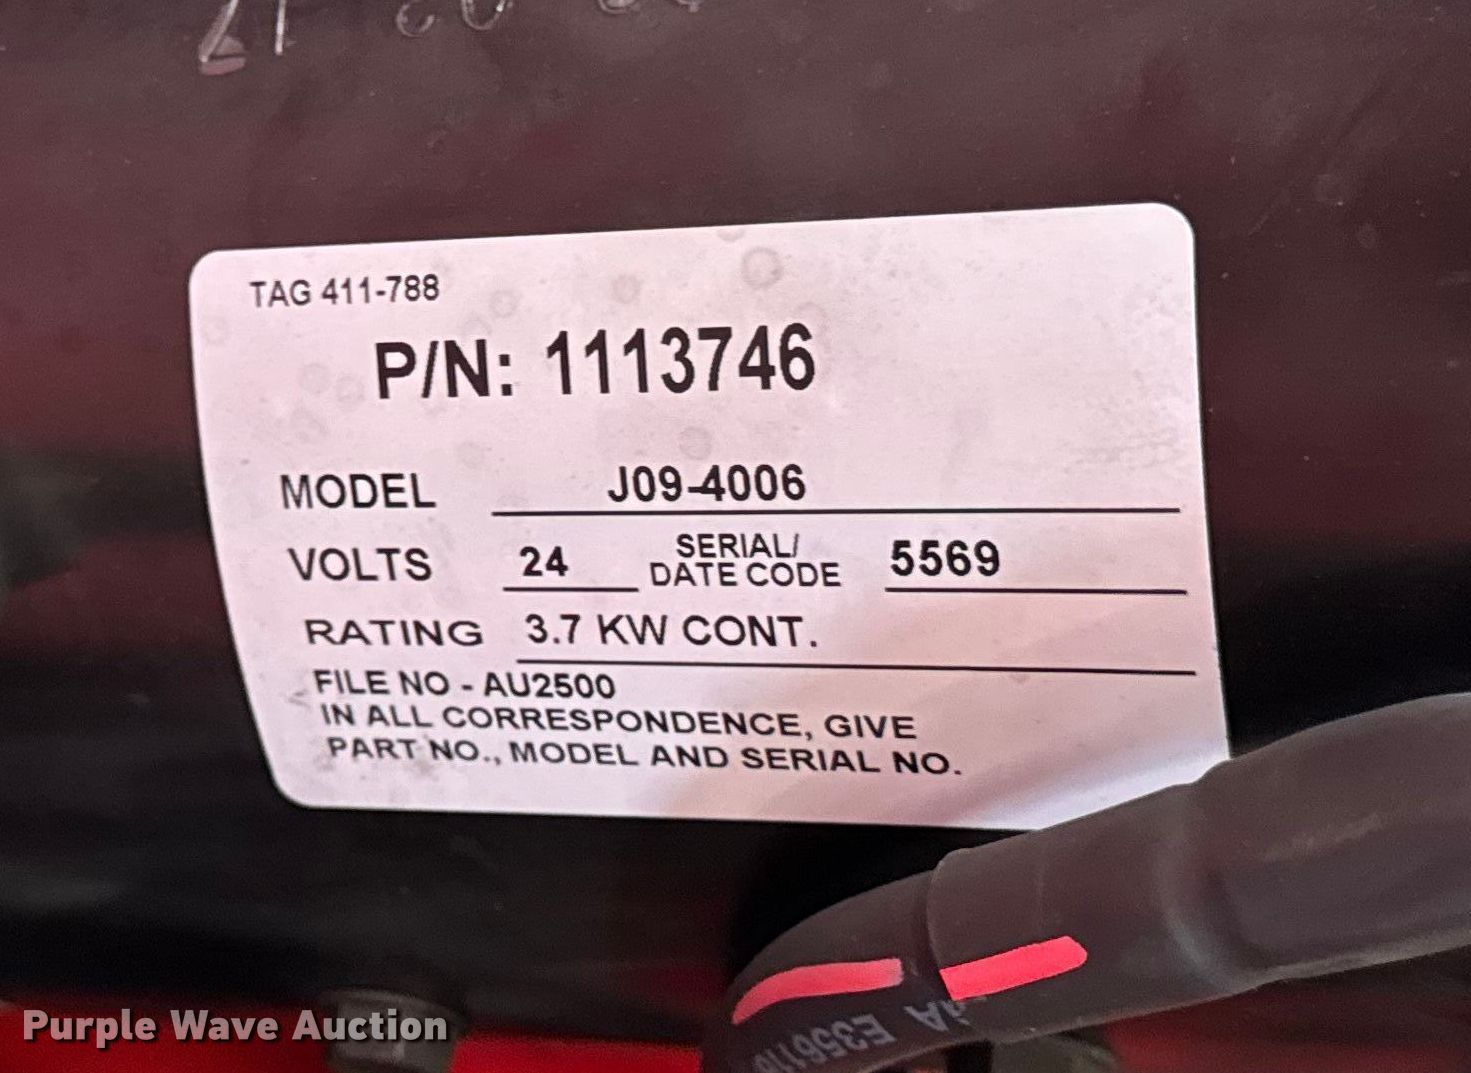 TAG 411-788
P/N: 1113746
MODEL J09-4006
VOLTS 24 SERIAL/ DATE CODE 5569
RATING 3.7 KW CONT.
FILE NO - AU2500
IN ALL CORRESPONDENCE, GIVE
PART NO., MODEL AND SERIAL NO.
Purple Wave Auction